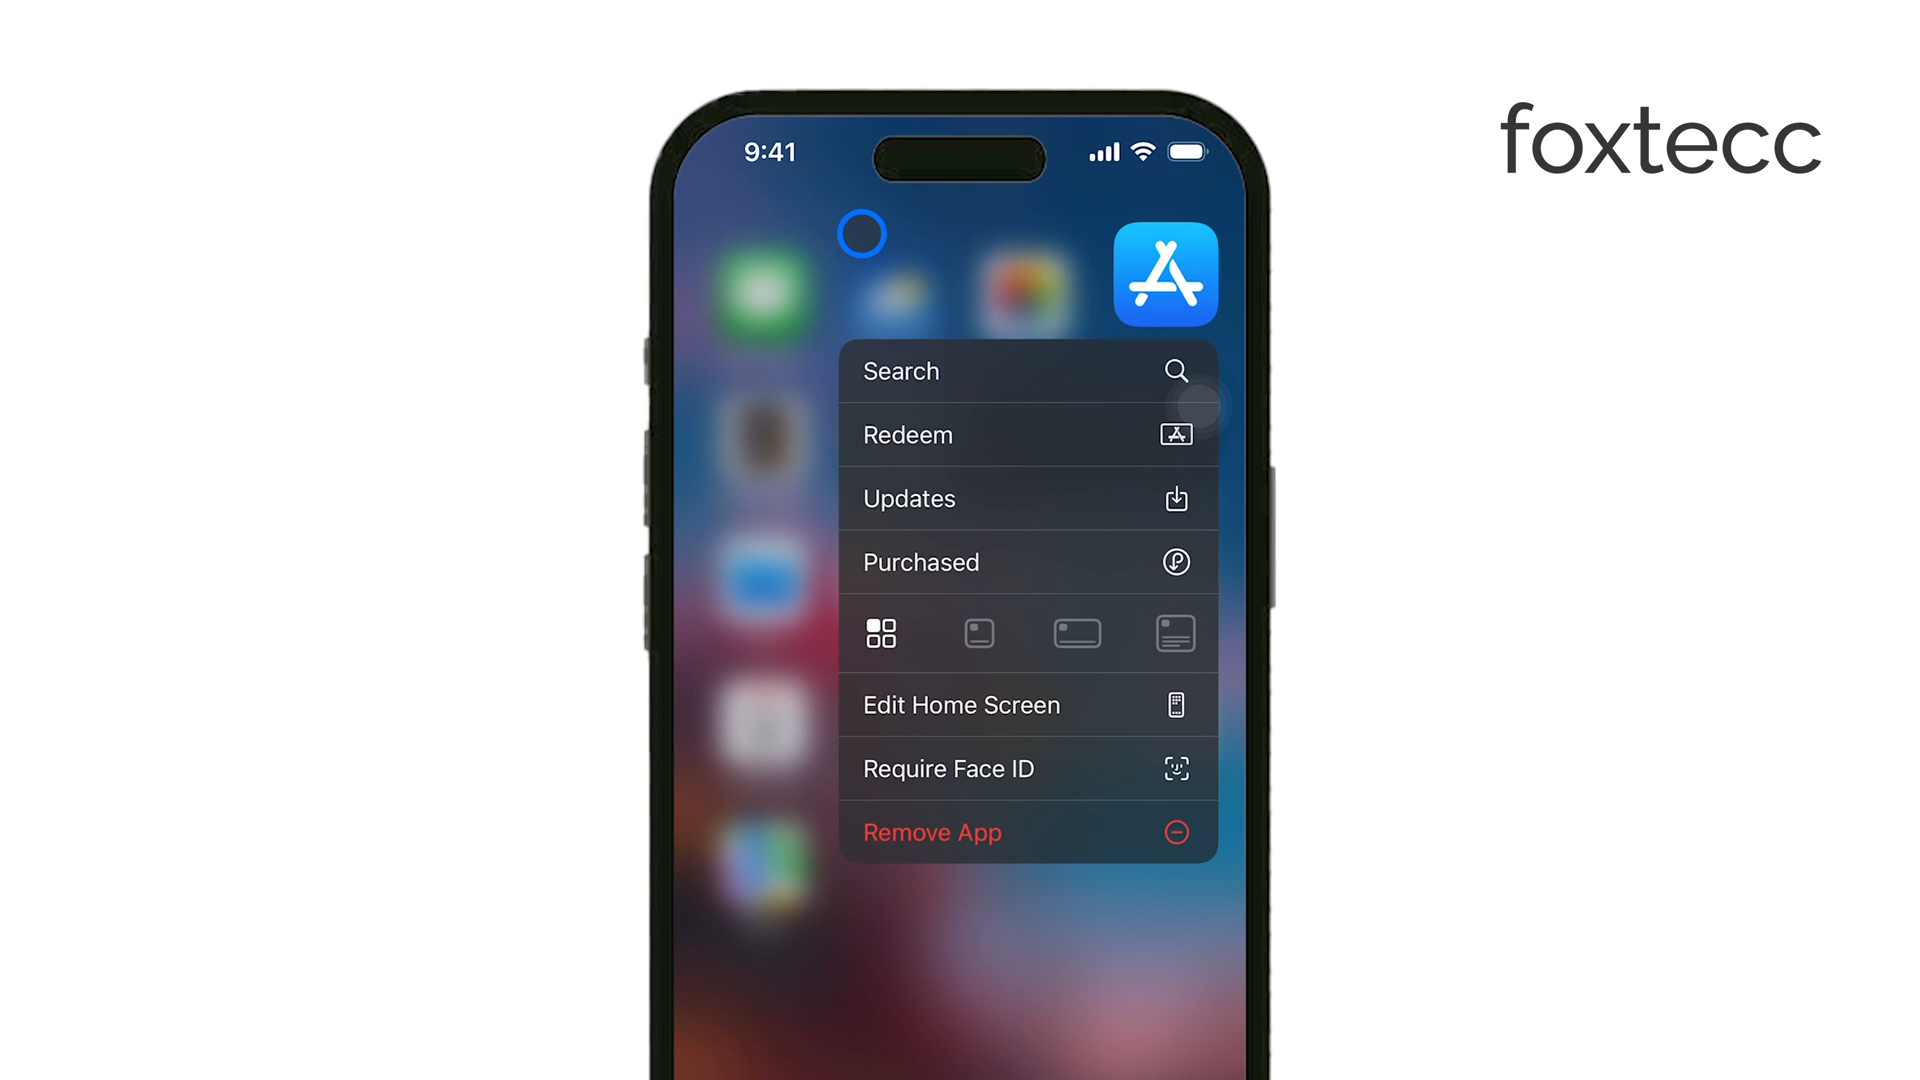 foxtecc
9:41
Search
Redeem
Updates
Purchased
Edit Home Screen
Require Face ID
Remove App